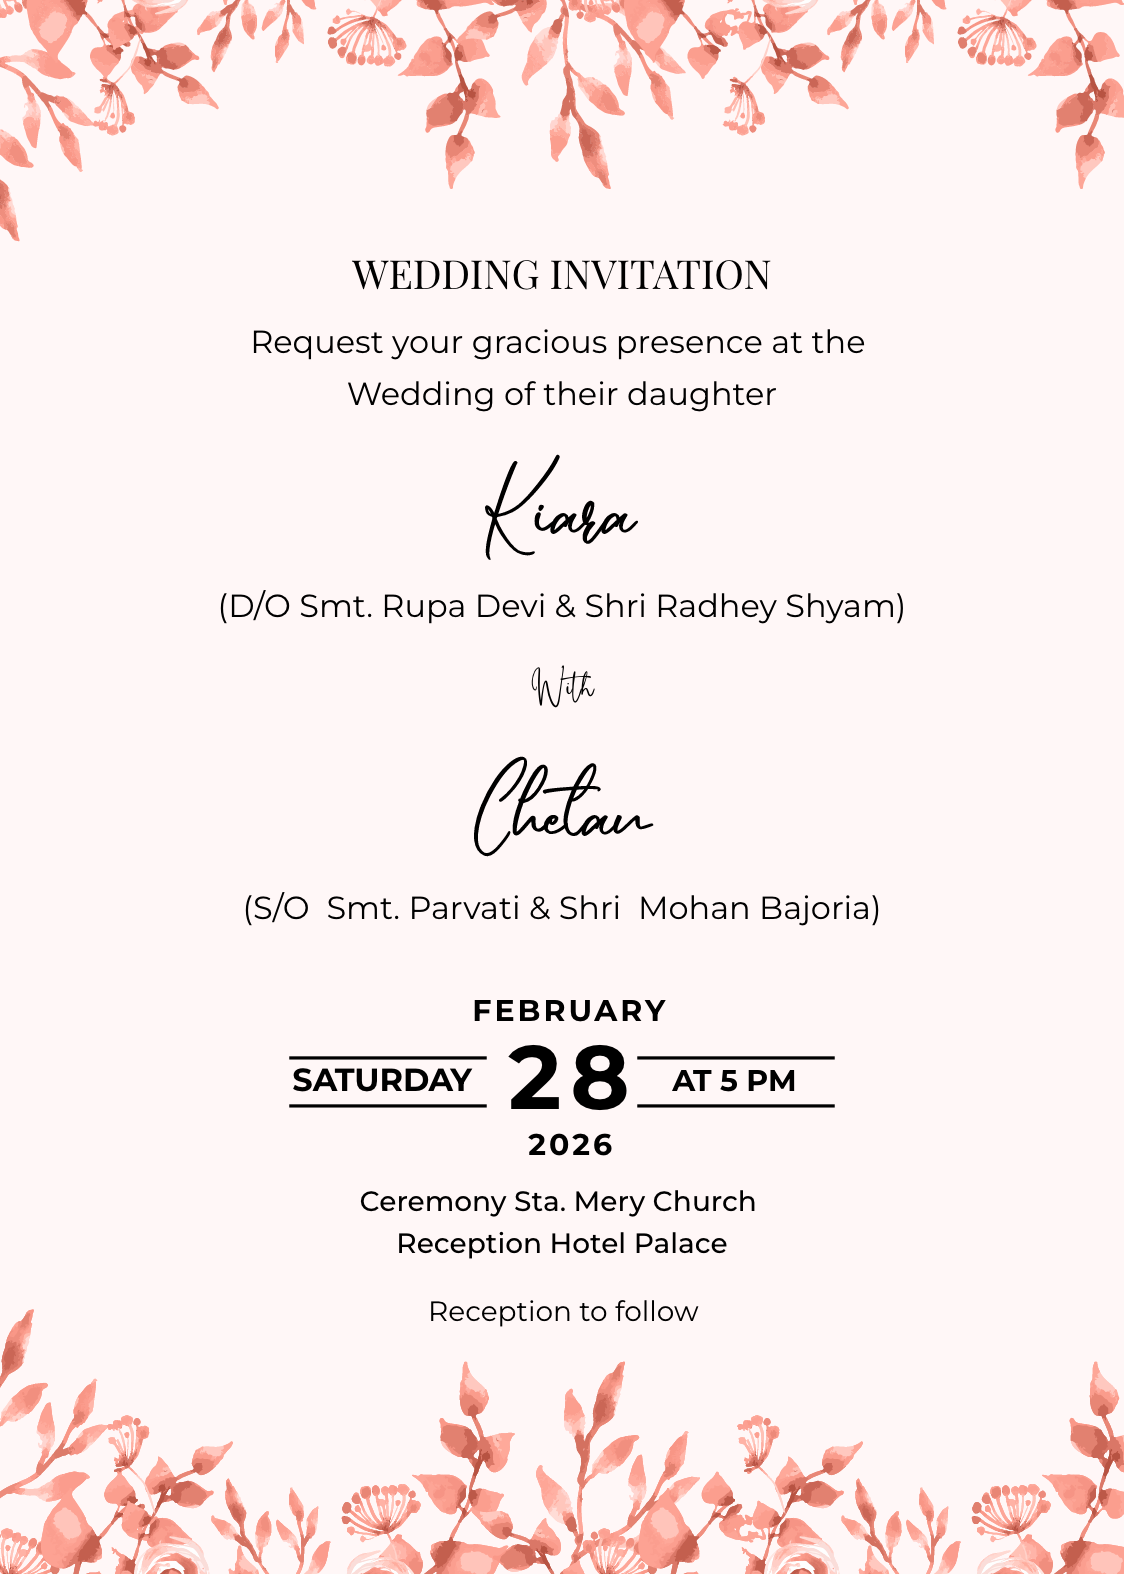 WEDDING INVITATION
Request your gracious presence at the
Wedding of their daughter
Kiara
(D/O Smt. Rupa Devi & Shri Radhey Shyam)
With
Chetan
(S/O  Smt. Parvati & Shri  Mohan Bajoria)
FEBRUARY
SATURDAY 28 AT 5 PM
2026
Ceremony Sta. Mery Church
Reception Hotel Palace
Reception to follow